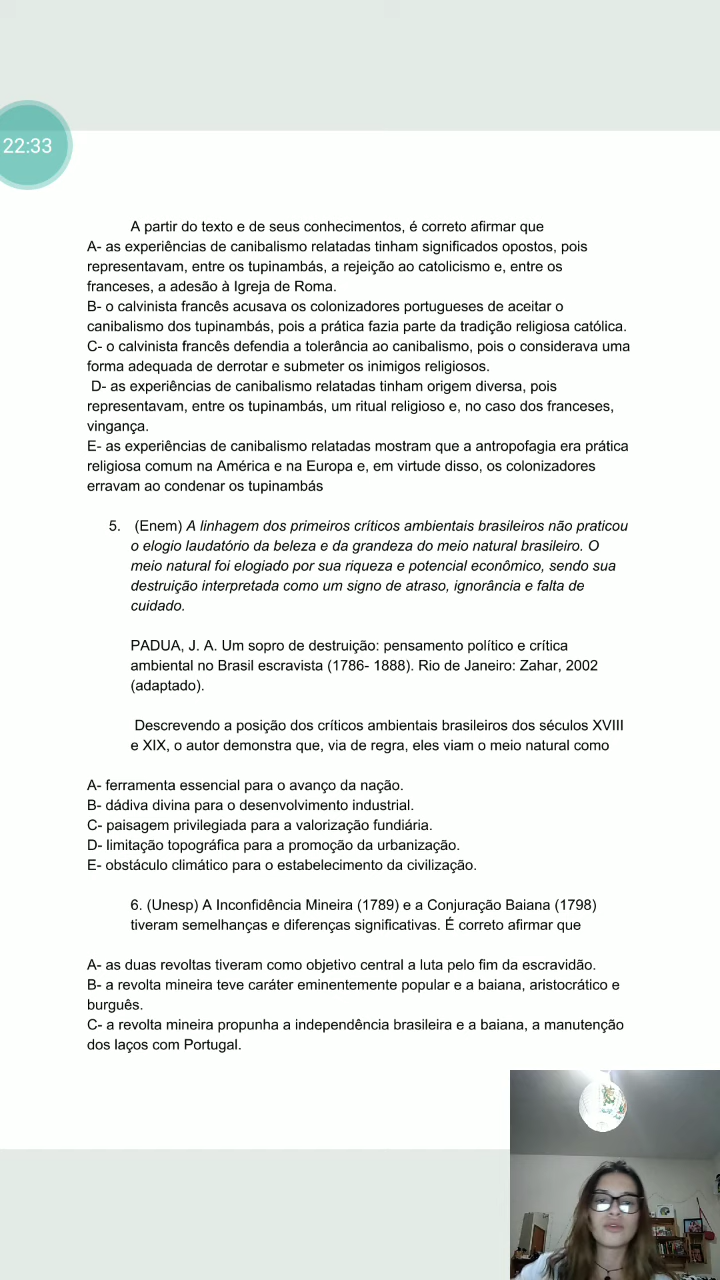 22:33
A partir do texto e de seus conhecimentos, é correto afirmar que
A- as experiências de canibalismo relatadas tinham significados opostos, pois
representavam, entre os tupinambás, a rejeição ao catolicismo e, entre os
franceses, a adesão à Igreja de Roma.
B- o calvinista francês acusava os colonizadores portugueses de aceitar o
canibalismo dos tupinambás, pois a prática fazia parte da tradição religiosa católica.
C- o calvinista francês defendia a tolerância ao canibalismo, pois o considerava uma
forma adequada de derrotar e submeter os inimigos religiosos.
D- as experiências de canibalismo relatadas tinham origem diversa, pois
representavam, entre os tupinambás, um ritual religioso e, no caso dos franceses,
vingança.
E- as experiências de canibalismo relatadas mostram que a antropofagia era prática
religiosa comum na América e na Europa e, em virtude disso, os colonizadores
erravam ao condenar os tupinambás
5. (Enem) A linhagem dos primeiros críticos ambientais brasileiros não praticou
o elogio laudatório da beleza e da grandeza do meio natural brasileiro. O
meio natural foi elogiado por sua riqueza e potencial econômico, sendo sua
destruição interpretada como um signo de atraso, ignorância e falta de
cuidado.
PADUA, J. A. Um sopro de destruição: pensamento político e crítica
ambiental no Brasil escravista (1786- 1888). Rio de Janeiro: Zahar, 2002
(adaptado).
Descrevendo a posição dos críticos ambientais brasileiros dos séculos XVIII
e XIX, o autor demonstra que, via de regra, eles viam o meio natural como
A- ferramenta essencial para o avanço da nação.
B- dádiva divina para o desenvolvimento industrial.
C- paisagem privilegiada para a valorização fundiária.
D- limitação topográfica para a promoção da urbanização.
E- obstáculo climático para o estabelecimento da civilização.
6. (Unesp) A Inconfidência Mineira (1789) e a Conjuração Baiana (1798)
tiveram semelhanças e diferenças significativas. É correto afirmar que
A- as duas revoltas tiveram como objetivo central a luta pelo fim da escravidão.
B- a revolta mineira teve caráter eminentemente popular e a baiana, aristocrático e
burguês.
C- a revolta mineira propunha a independência brasileira e a baiana, a manutenção
dos laços com Portugal.